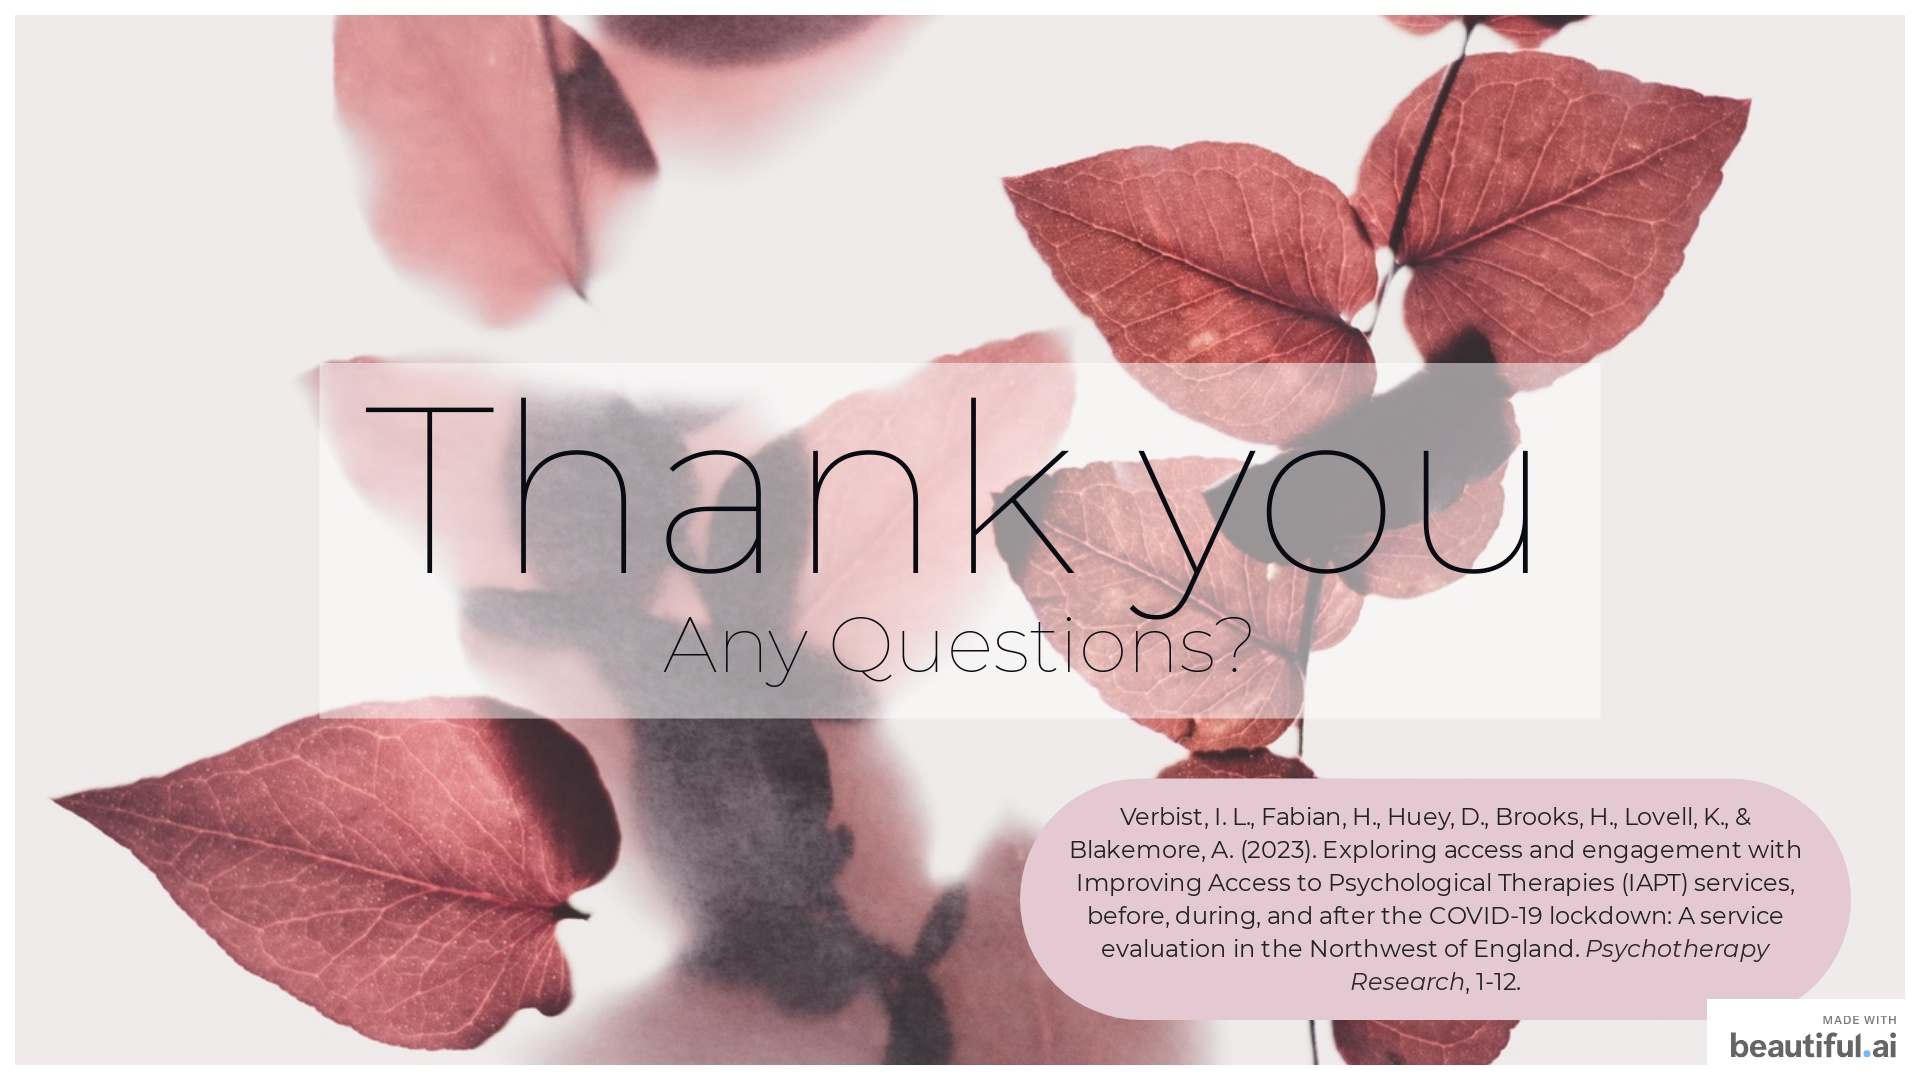 Thank you
Any Questions?
Verbist, I. L., Fabian, H., Huey, D., Brooks, H., Lovell, K., &
Blakemore, A. (2023). Exploring access and engagement with
Improving Access to Psychological Therapies (IAPT) services,
before, during, and after the COVID-19 lockdown: A service
evaluation in the Northwest of England. Psychotherapy
Research, 1-12.
MADE WITH
beautiful.ai